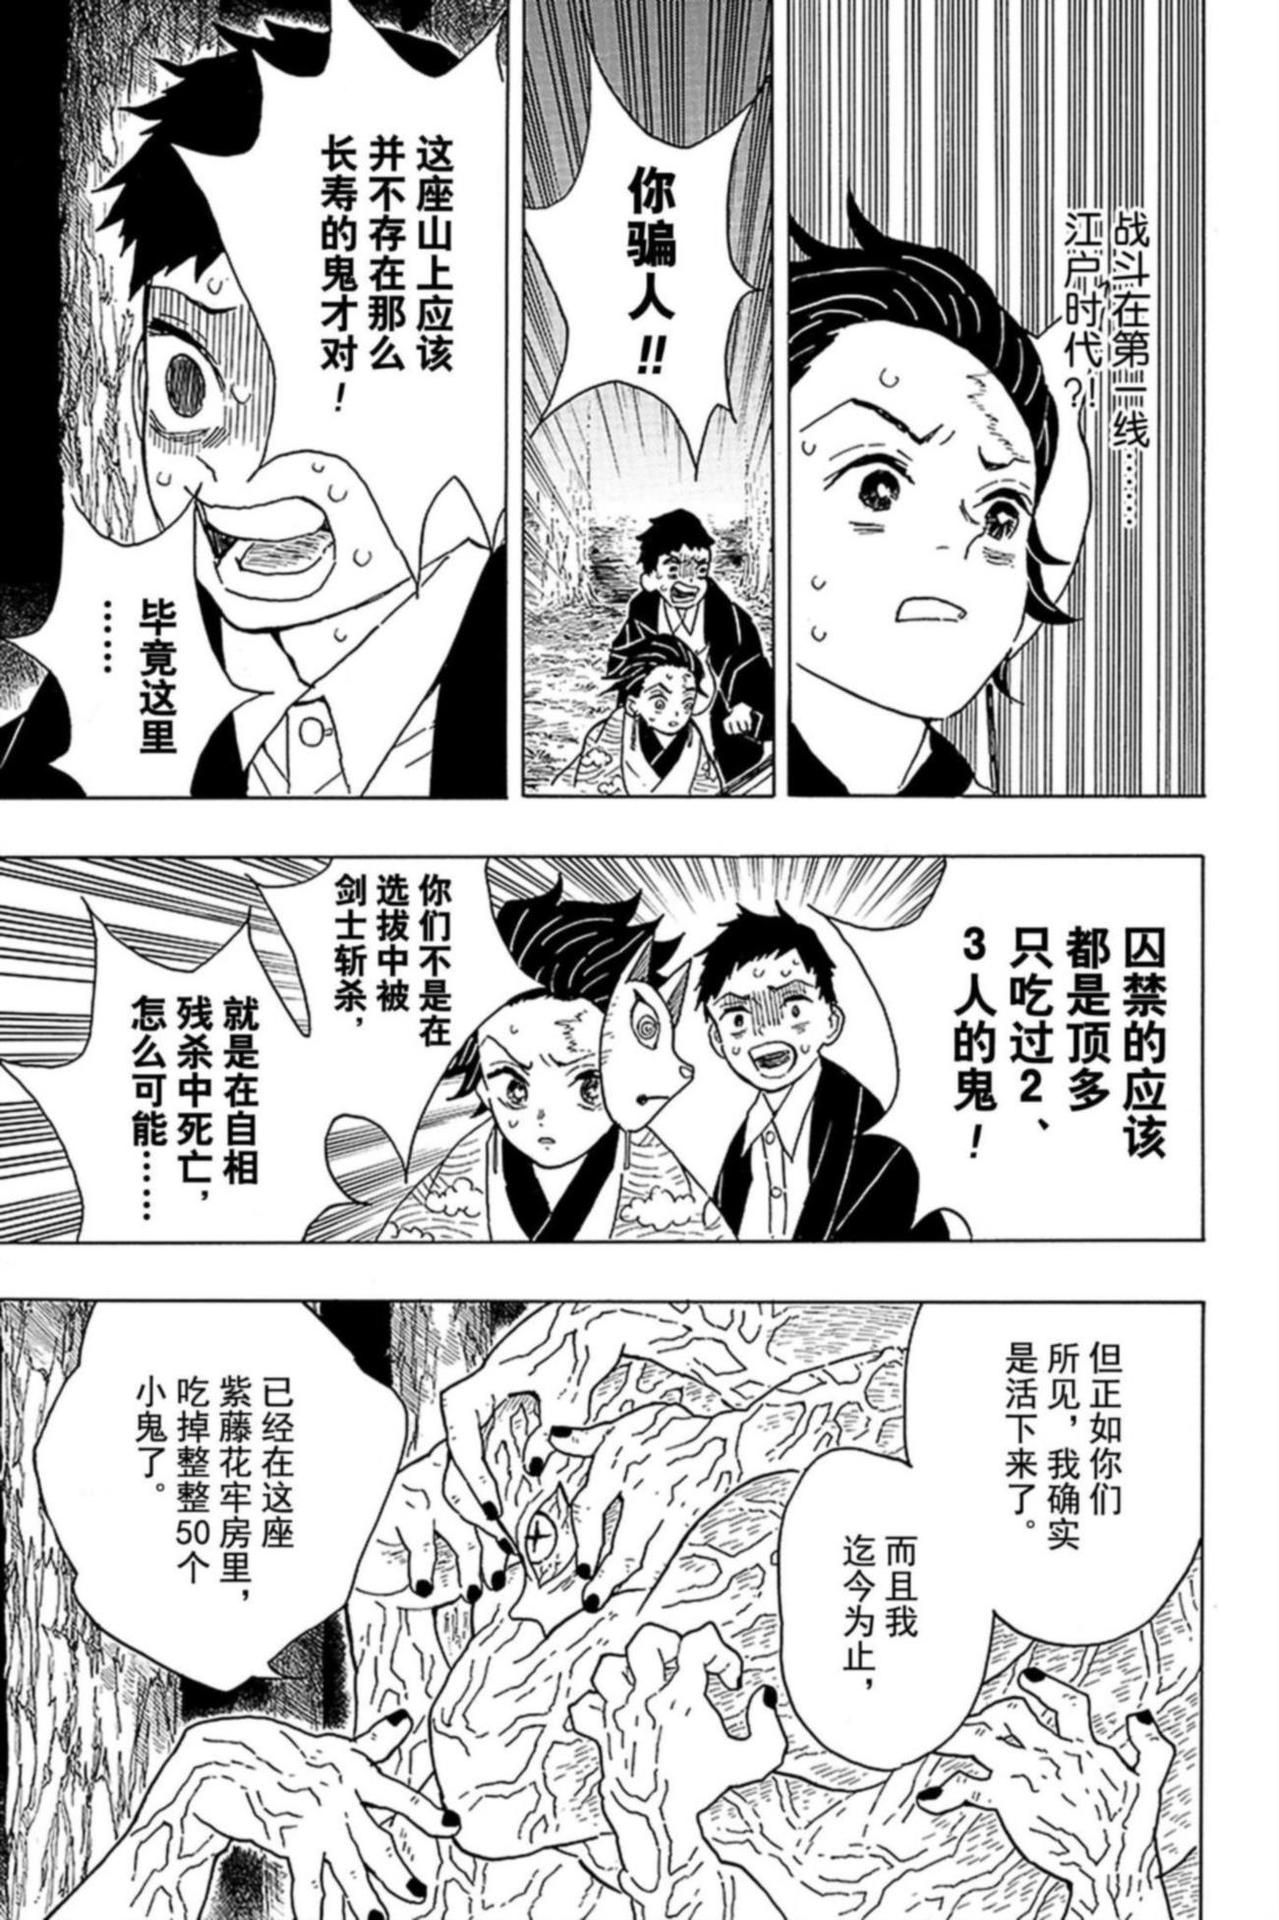 战斗在第一线……
江户时代?!
你骗人!!
这座山上应该
并不存在那么
长寿的鬼才对!
毕竟这里
……
囚禁的应该
都是顶多
只吃过2、
3人的鬼!
你们不是在
选拔中被
剑士斩杀，
就是在自相
残杀中死亡，
怎么可能……
但正如你们
所见，我确实
是活下来了。
而且我
迄今为止，
已经在这座
紫藤花牢房里，
吃掉整整50个
小鬼了。